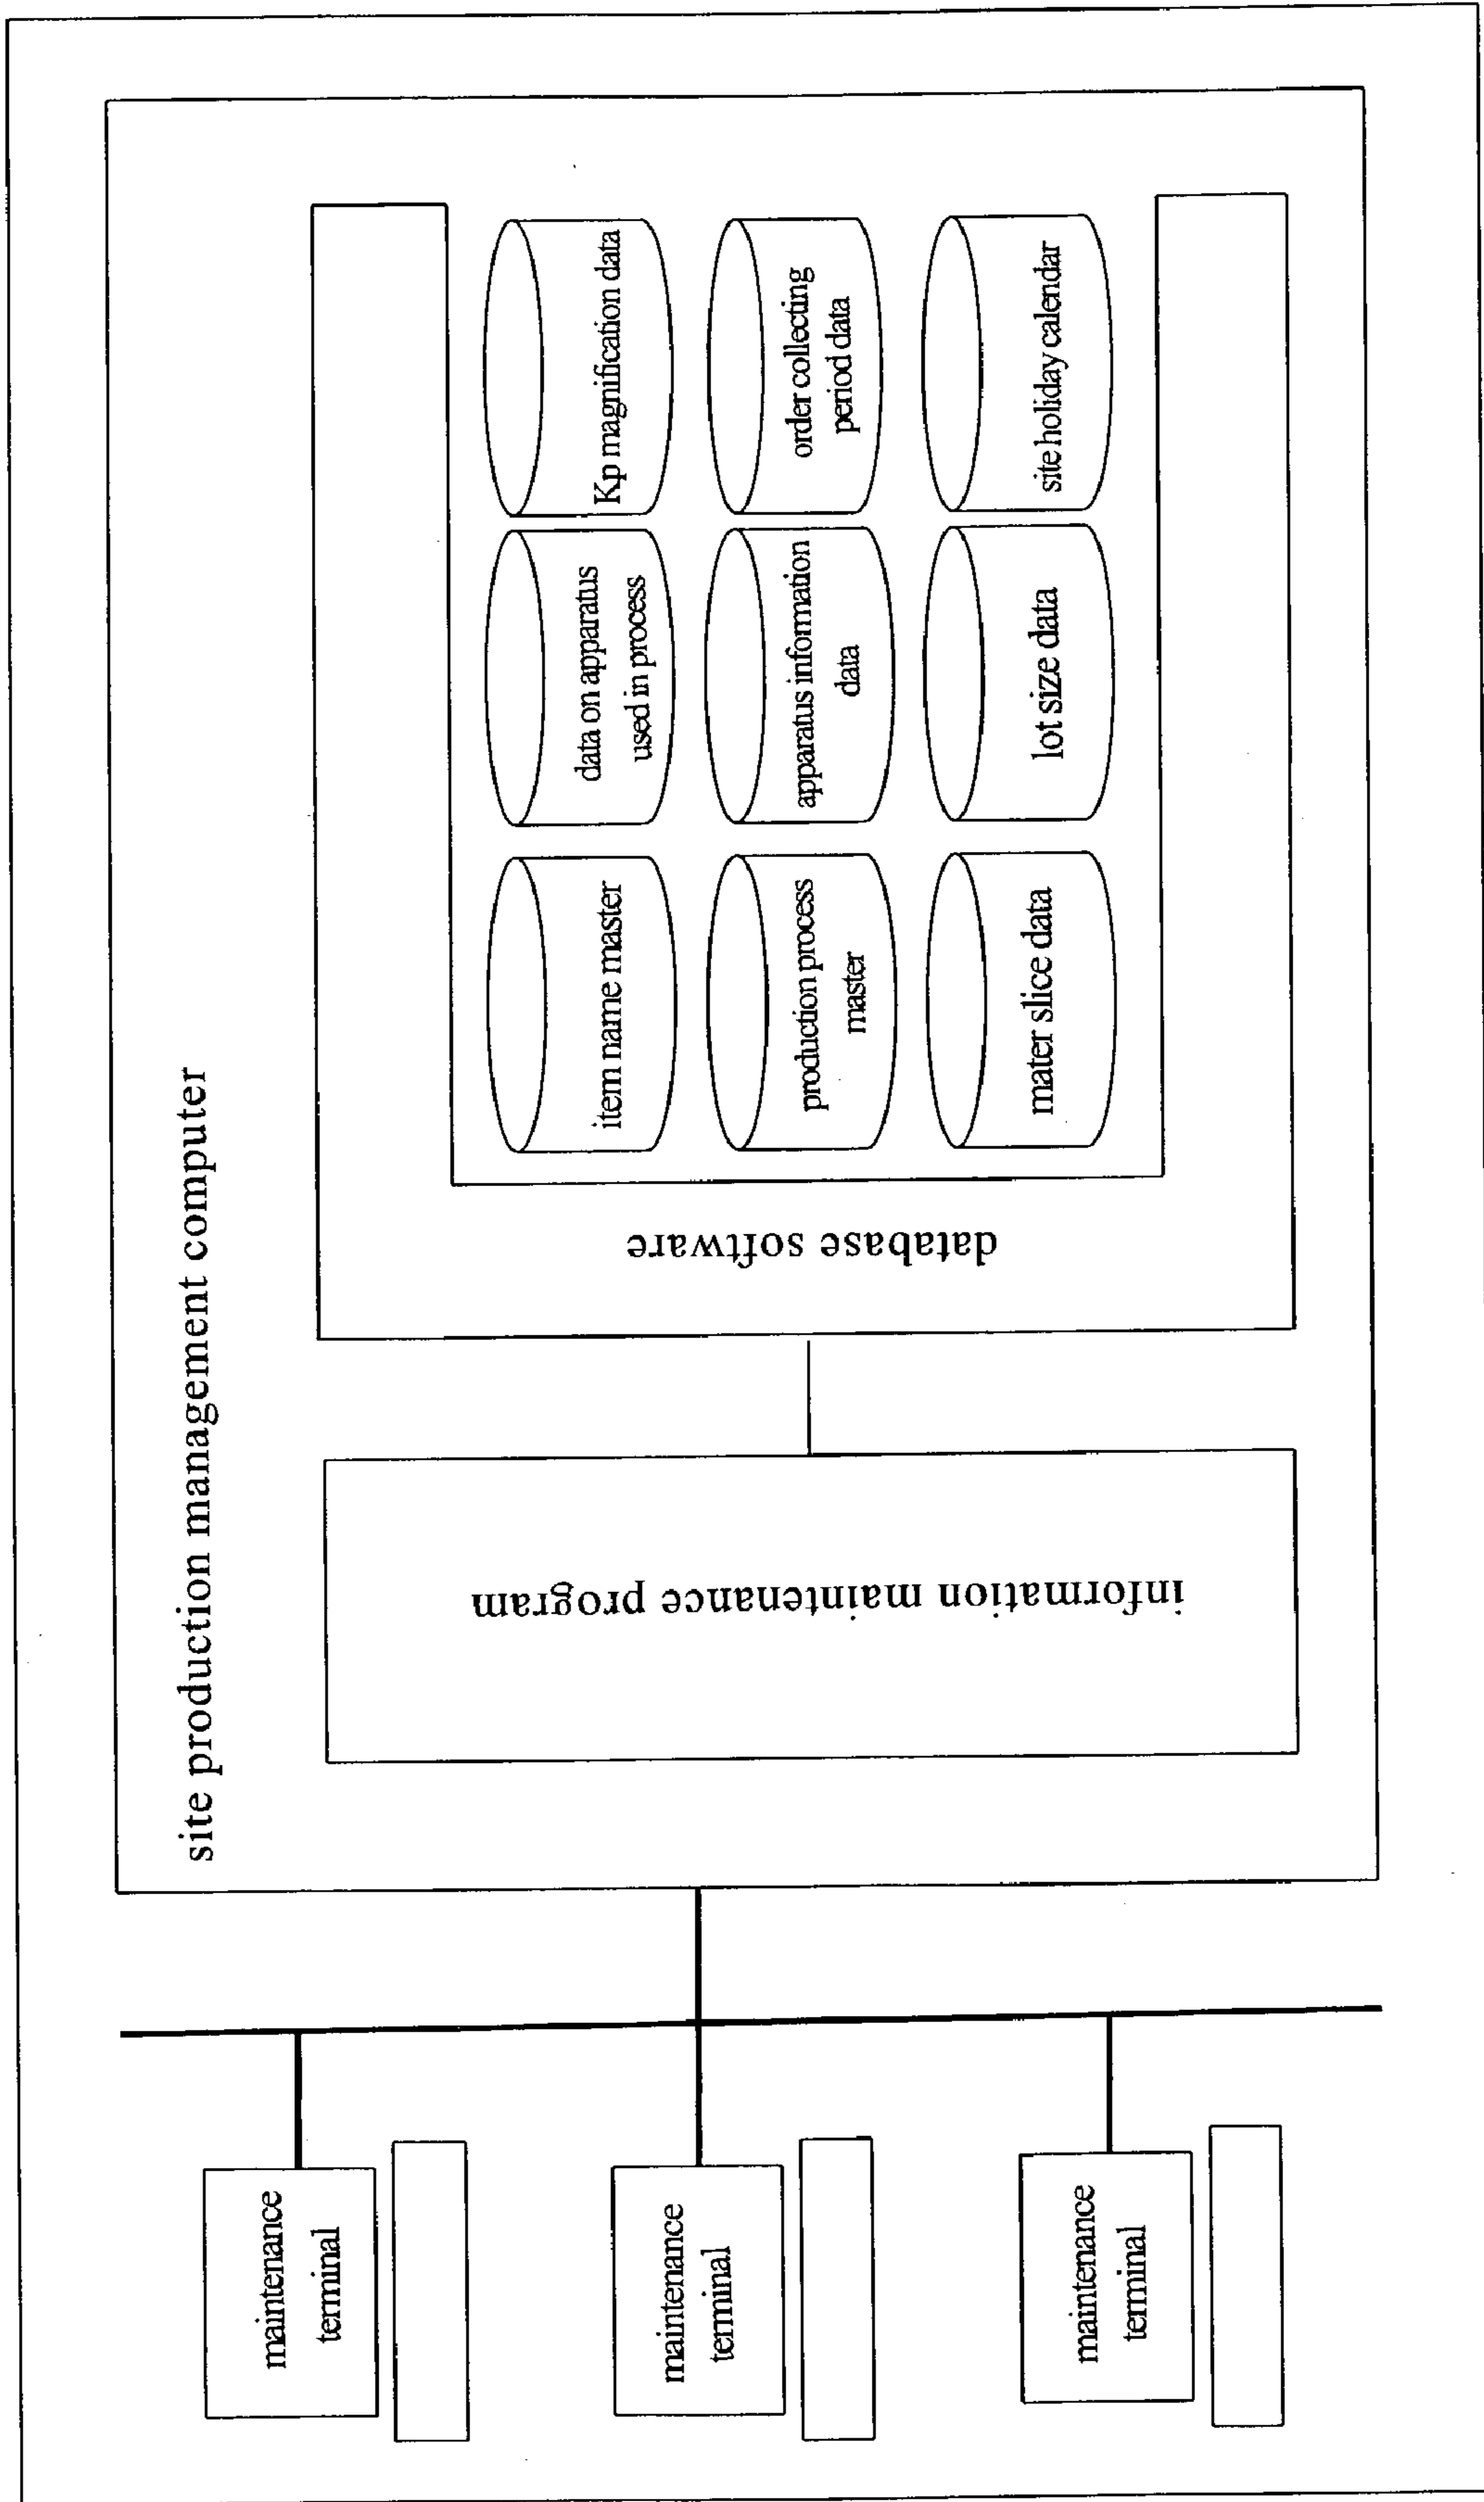 site production management computer
maintenance
terminal
maintenance
terminal
maintenance
terminal
information maintenance program
database software
item name master
data on apparatus
used in process
Kp magnification data
production process
master
apparatus information
data
order collecting
period data
mater slice data
lot size data
site holiday calendar